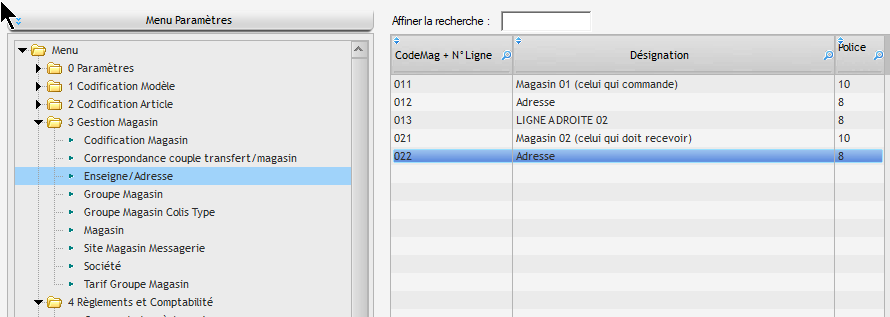 Menu Paramètres
Menu
0 Paramètres
1 Codification Modèle
2 Codification Article
3 Gestion Magasin
Codification Magasin
Correspondance couple transfert/magasin
Enseigne/Adresse
Groupe Magasin
Groupe Magasin Colis Type
Magasin
Site Magasin Messagerie
Société
Tarif Groupe Magasin
4 Règlements et Comptabilité
Affiner la recherche :
CodeMag + N°Ligne Désignation Police
011 Magasin 01 (celui qui commande) 10
012 Adresse 8
013 LIGNE ADROITE 02 8
021 Magasin 02 (celui qui doit recevoir) 10
022 Adresse 8